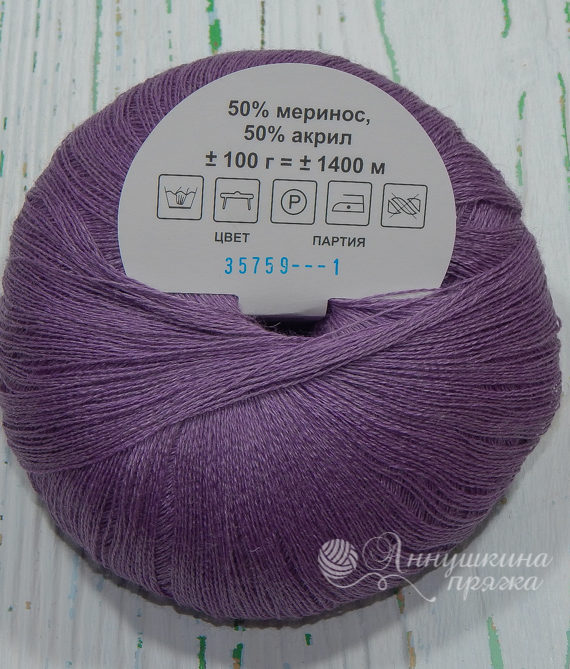 50% меринос,
50% акрил
± 100 г = ± 1400 м
P
ЦВЕТ ПАРТИЯ
35759---1
Аннушкина
пряжа